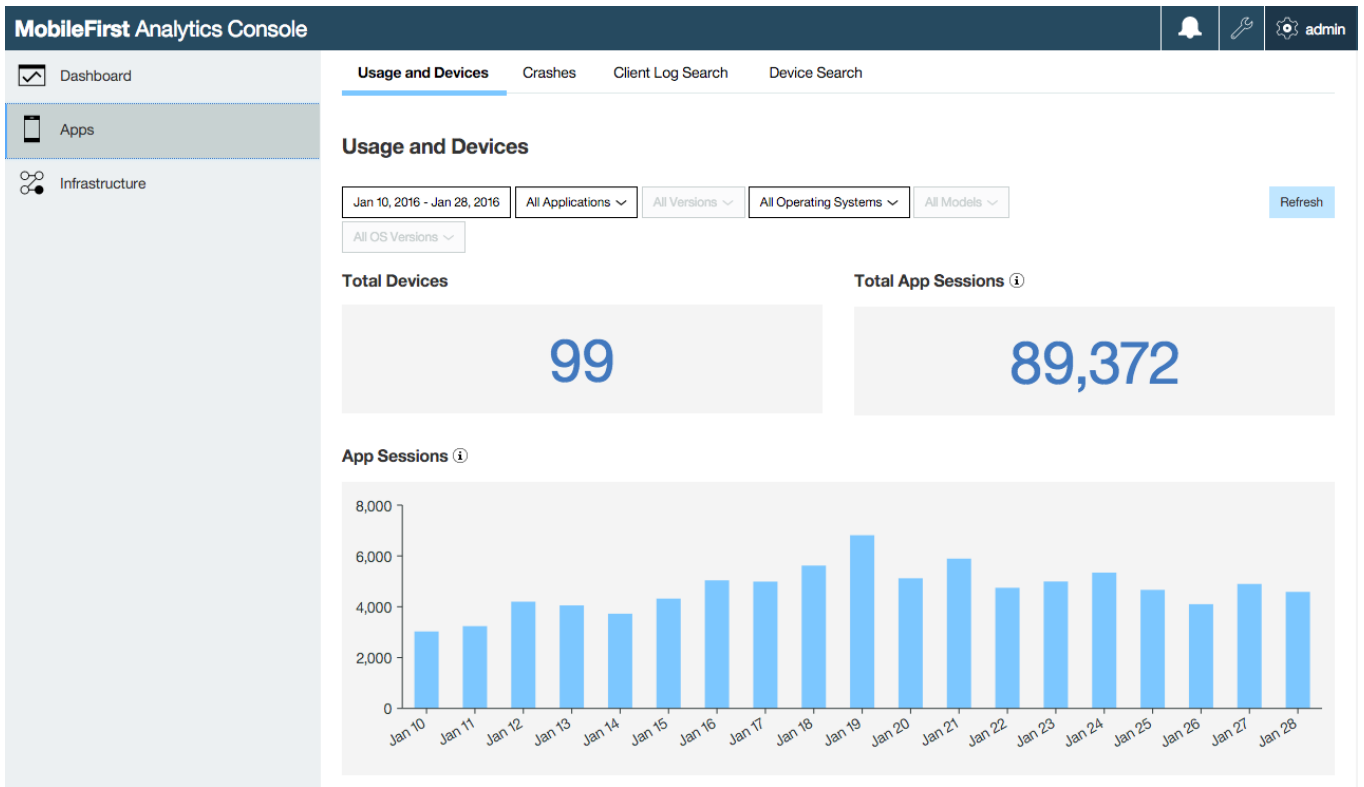 MobileFirst Analytics Console
admin
Dashboard
Apps
Infrastructure
Usage and Devices Crashes Client Log Search Device Search
Usage and Devices
Jan 10, 2016 - Jan 28, 2016 All Applications All Versions All Operating Systems All Models Refresh
All OS Versions
Total Devices Total App Sessions
99 89,372
App Sessions
8,000
6,000
4,000
2,000
0
Jan 10 Jan 11 Jan 12 Jan 13 Jan 14 Jan 15 Jan 16 Jan 17 Jan 18 Jan 19 Jan 20 Jan 21 Jan 22 Jan 23 Jan 24 Jan 25 Jan 26 Jan 27 Jan 28